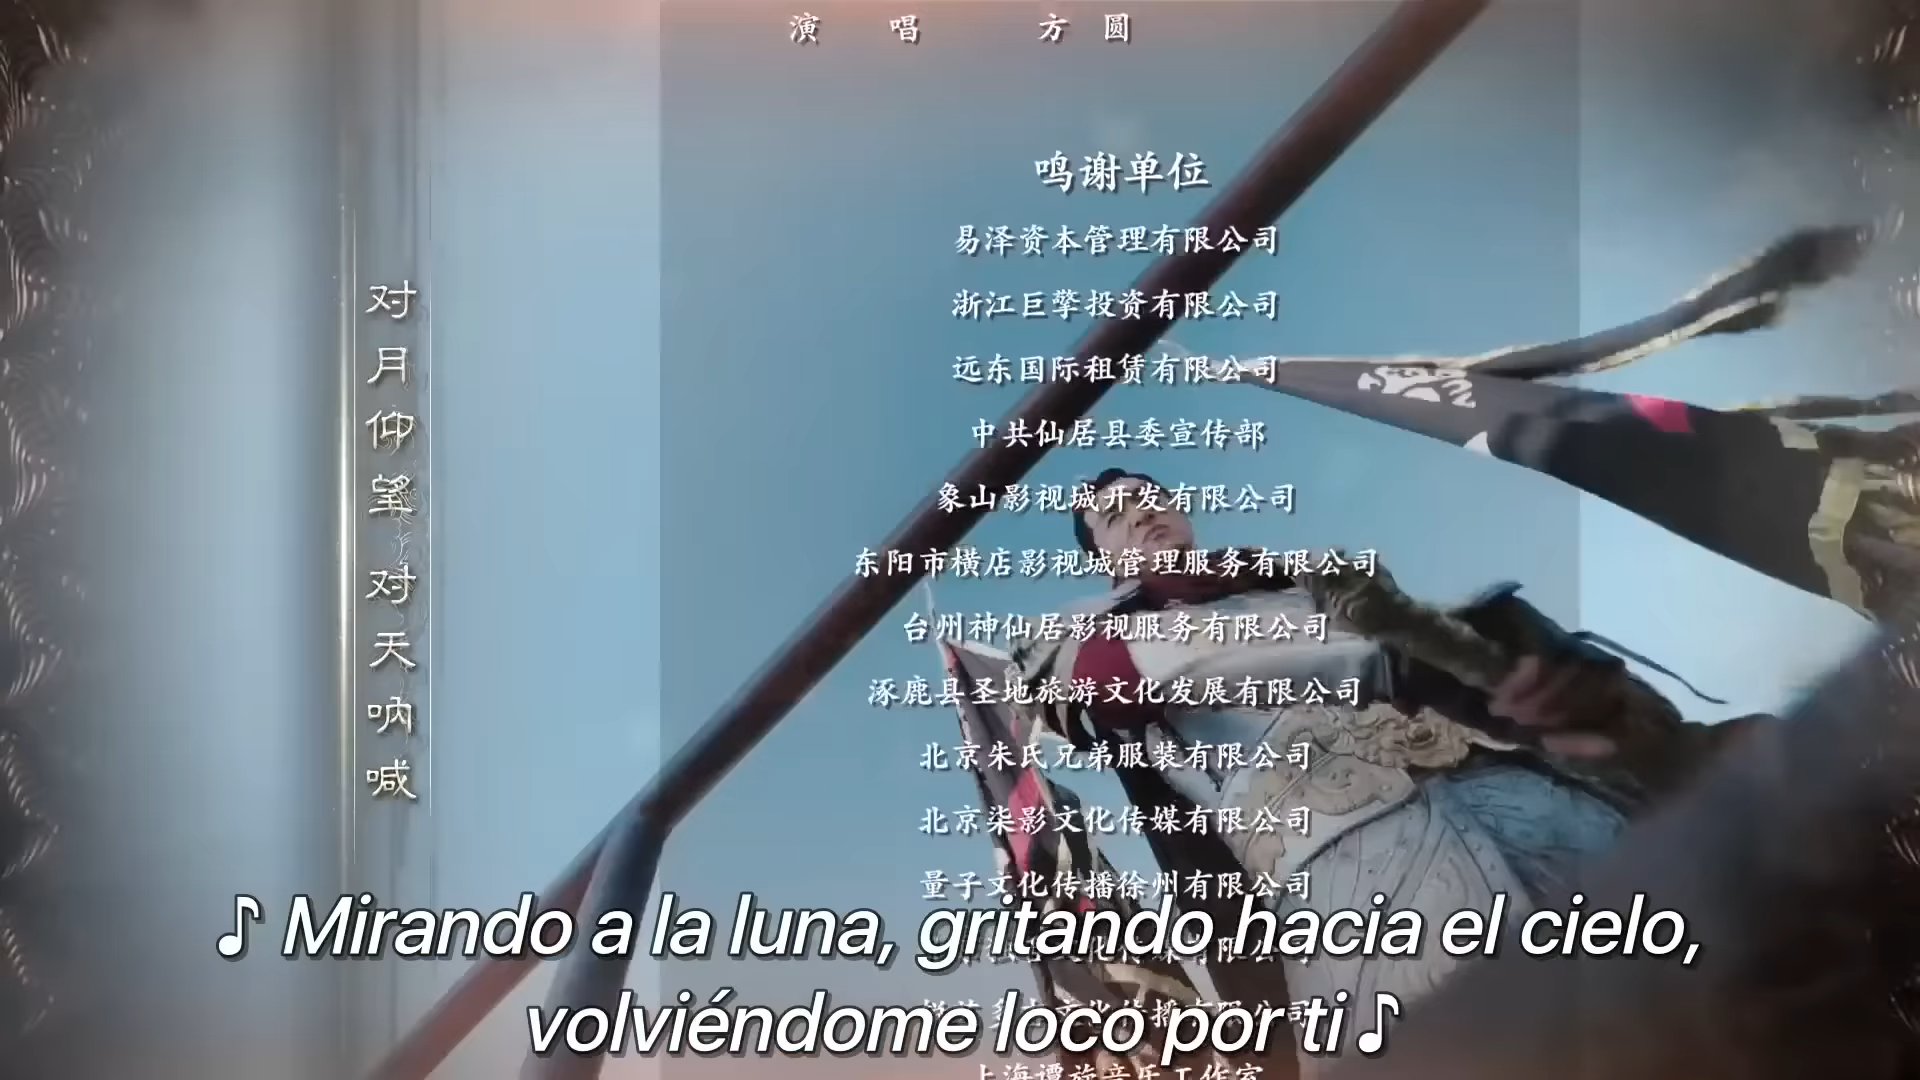 演 唱 方 圆
鸣谢单位
易泽资本管理有限公司
浙江巨擎投资有限公司
远东国际租赁有限公司
中共仙居县委宣传部
象山影视城开发有限公司
东阳市横店影视城管理服务有限公司
台州神仙居影视服务有限公司
涿鹿县圣地旅游文化发展有限公司
北京朱氏兄弟服装有限公司
北京柒影文化传媒有限公司
量子文化传播徐州有限公司
对月仰望 对天呐喊
♪ Mirando a la luna, gritando hacia el cielo,
volviéndome loco por ti ♪